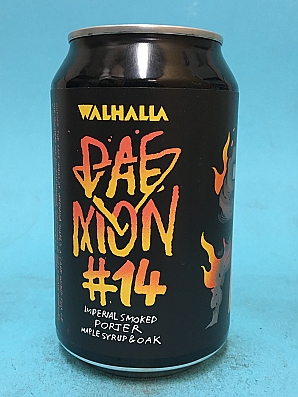 WALHALLA
DAE
MON
#14
IMPERIAL SMOKED
PORTER
MAPLE SYRUP & OAK